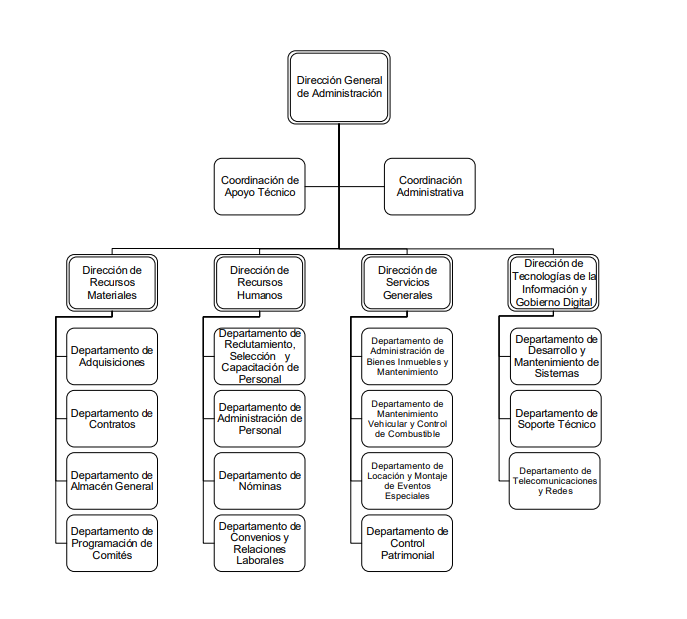 Dirección General
de Administración
Coordinación de
Apoyo Técnico
Coordinación
Administrativa
Dirección de
Recursos
Materiales
Dirección de
Recursos
Humanos
Dirección de
Servicios
Generales
Dirección de
Tecnologías de la
Información y
Gobierno Digital
Departamento de
Adquisiciones
Departamento de
Contratos
Departamento de
Almacén General
Departamento de
Programación de
Comités
Departamento de
Reclutamiento,
Selección y
Capacitación de
Personal
Departamento de
Administración de
Personal
Departamento de
Nóminas
Departamento de
Convenios y
Relaciones
Laborales
Departamento de
Administración de
Bienes Inmuebles y
Mantenimiento
Departamento de
Mantenimiento
Vehicular y Control
de Combustible
Departamento de
Locación y Montaje
de Eventos
Especiales
Departamento de
Control
Patrimonial
Departamento de
Desarrollo y
Mantenimiento de
Sistemas
Departamento de
Soporte Técnico
Departamento de
Telecomunicaciones
y Redes